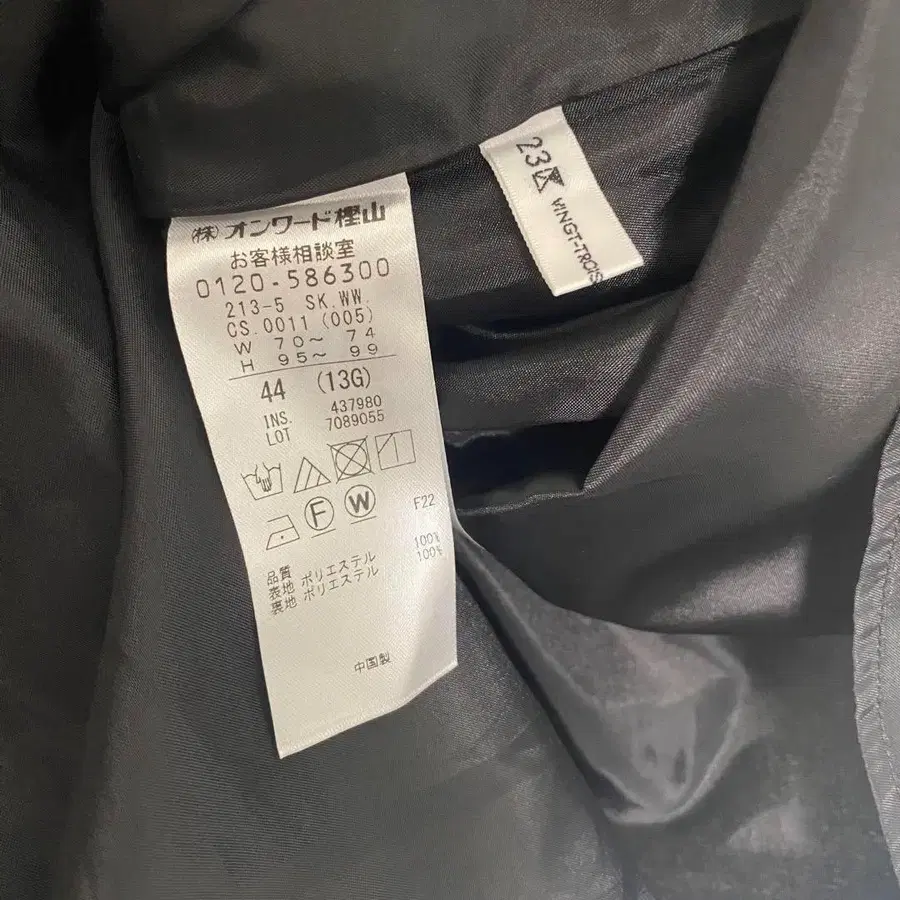 (株)オンワード樫山
お客様相談室
0120-586300
213-5 SK.WW.
CS.0011 (005)
W 70～ 74
H 95～ 99
44 (13G)
INS. 437980
LOT 7089055
F W
F22
品質
表地 ポリエステル 100%
裏地 ポリエステル 100%
中国製
23区
VINGT-TROIS